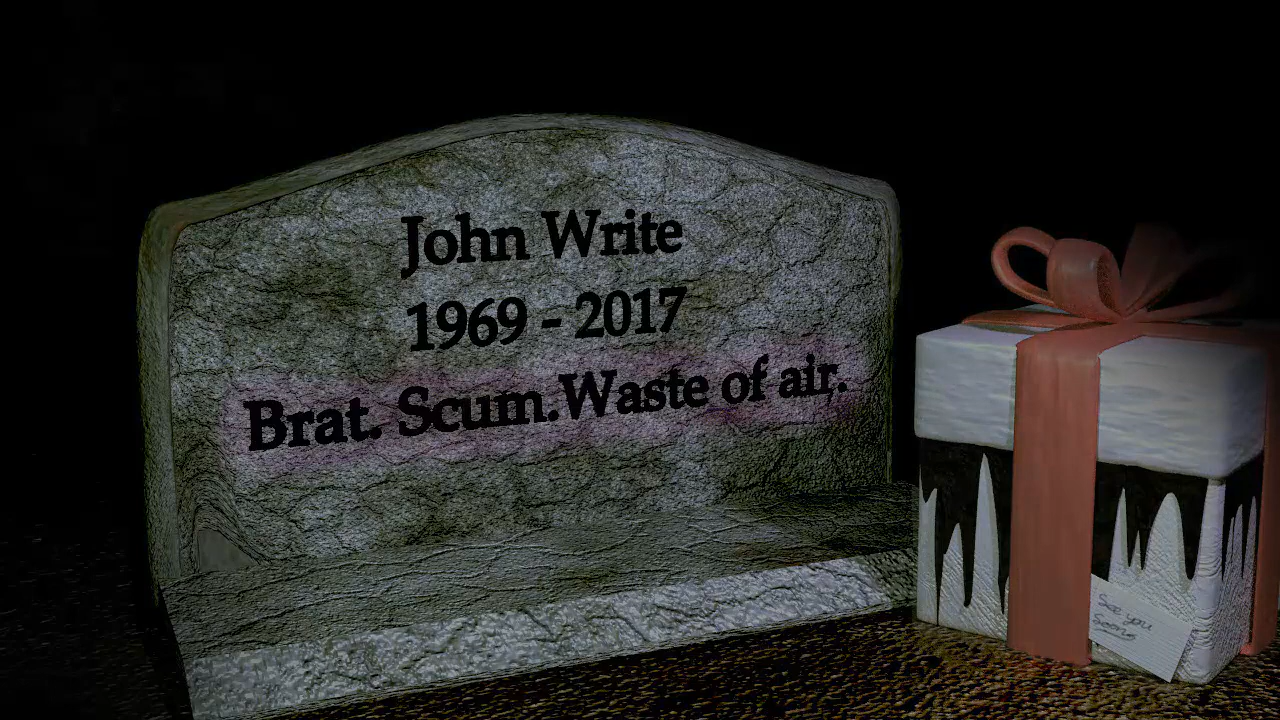 John Write
1969 - 2017
Brat. Scum.Waste of air.
See you
soon